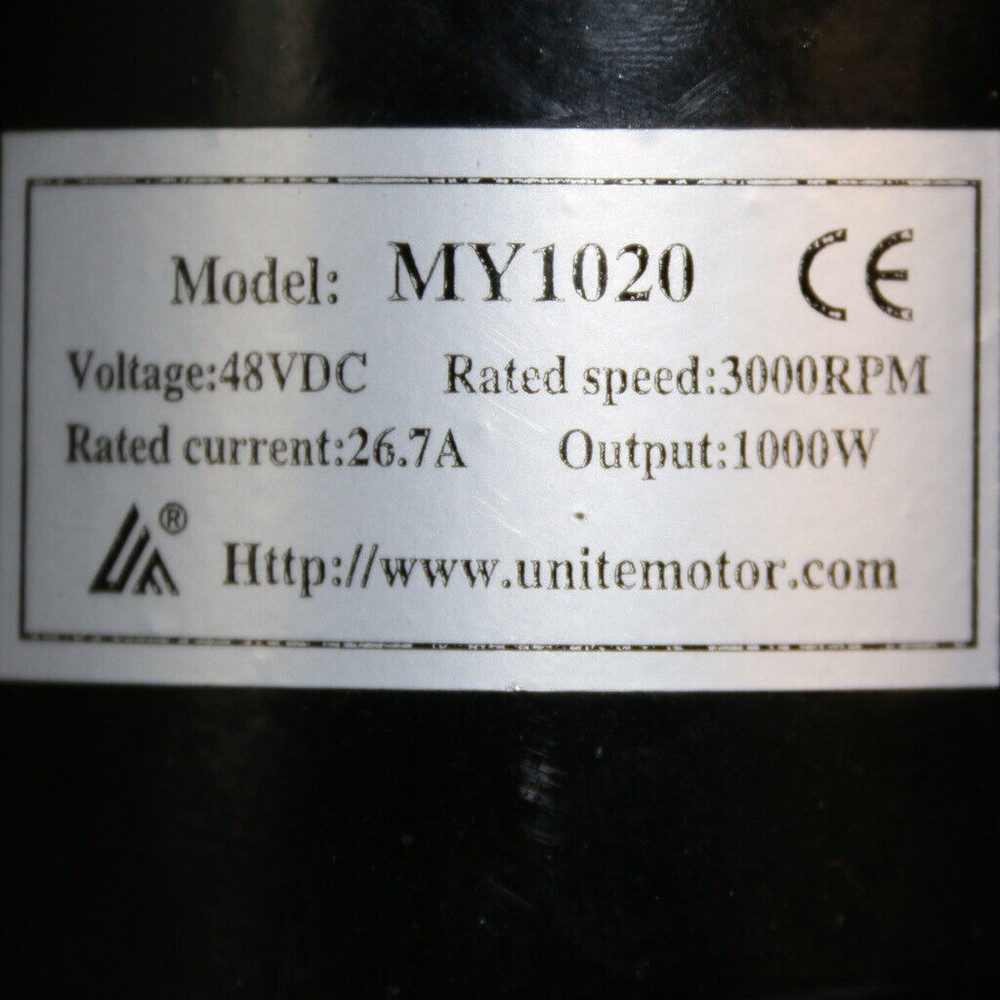 Model: MY1020 CE
Voltage:48VDC Rated speed:3000RPM
Rated current:26.7A Output:1000W
® Http://www.unitemotor.com